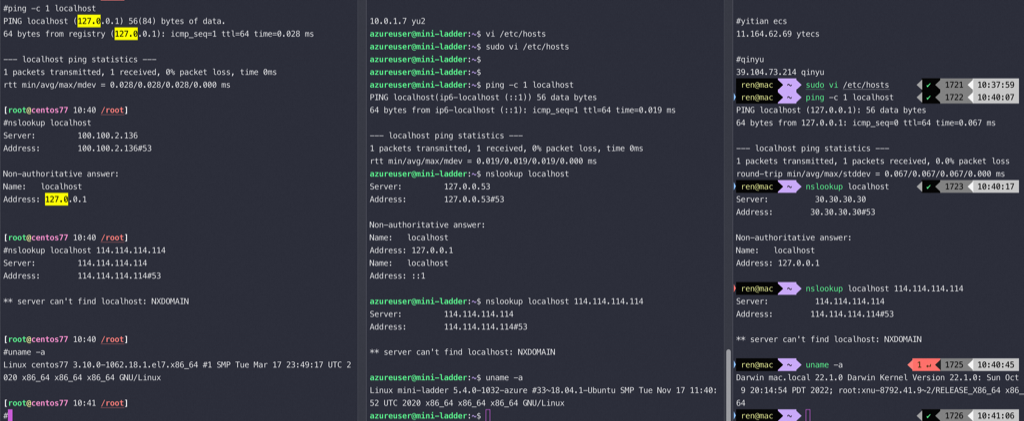 #ping -c 1 localhost
PING localhost (127.0.0.1) 56(84) bytes of data.
64 bytes from registry (127.0.0.1): icmp_seq=1 ttl=64 time=0.028 ms

--- localhost ping statistics ---
1 packets transmitted, 1 received, 0% packet loss, time 0ms
rtt min/avg/max/mdev = 0.028/0.028/0.028/0.000 ms

[root@centos77 10:40 /root]
#nslookup localhost
Server: 100.100.2.136
Address: 100.100.2.136#53

Non-authoritative answer:
Name: localhost
Address: 127.0.0.1

[root@centos77 10:40 /root]
#nslookup localhost 114.114.114.114
Server: 114.114.114.114
Address: 114.114.114.114#53

** server can't find localhost: NXDOMAIN

[root@centos77 10:40 /root]
#uname -a
Linux centos77 3.10.0-1062.18.1.el7.x86_64 #1 SMP Tue Mar 17 23:49:17 UTC 2
020 x86_64 x86_64 x86_64 GNU/Linux

[root@centos77 10:41 /root]
#

10.0.1.7 yu2
azureuser@mini-ladder:~$ vi /etc/hosts
azureuser@mini-ladder:~$ sudo vi /etc/hosts
azureuser@mini-ladder:~$
azureuser@mini-ladder:~$
azureuser@mini-ladder:~$ ping -c 1 localhost
PING localhost(ip6-localhost (::1)) 56 data bytes
64 bytes from ip6-localhost (::1): icmp_seq=1 ttl=64 time=0.019 ms

--- localhost ping statistics ---
1 packets transmitted, 1 received, 0% packet loss, time 0ms
rtt min/avg/max/mdev = 0.019/0.019/0.019/0.000 ms
azureuser@mini-ladder:~$ nslookup localhost
Server: 127.0.0.53
Address: 127.0.0.53#53

Non-authoritative answer:
Name: localhost
Address: 127.0.0.1
Name: localhost
Address: ::1

azureuser@mini-ladder:~$ nslookup localhost 114.114.114.114
Server: 114.114.114.114
Address: 114.114.114.114#53

** server can't find localhost: NXDOMAIN

azureuser@mini-ladder:~$ uname -a
Linux mini-ladder 5.4.0-1032-azure #33~18.04.1-Ubuntu SMP Tue Nov 17 11:40:
52 UTC 2020 x86_64 x86_64 x86_64 GNU/Linux
azureuser@mini-ladder:~$

#yitian ecs
11.164.62.69 ytecs

#qinyu
39.104.73.214 qinyu
ren@mac ~ sudo vi /etc/hosts ✔ 1721 10:37:59
ren@mac ~ ping -c 1 localhost ✔ 1722 10:40:07
PING localhost (127.0.0.1): 56 data bytes
64 bytes from 127.0.0.1: icmp_seq=0 ttl=64 time=0.067 ms

--- localhost ping statistics ---
1 packets transmitted, 1 packets received, 0.0% packet loss
round-trip min/avg/max/stddev = 0.067/0.067/0.067/0.000 ms
ren@mac ~ nslookup localhost ✔ 1723 10:40:17
Server: 30.30.30.30
Address: 30.30.30.30#53

Non-authoritative answer:
Name: localhost
Address: 127.0.0.1

ren@mac ~ nslookup localhost 114.114.114.114
Server: 114.114.114.114
Address: 114.114.114.114#53

** server can't find localhost: NXDOMAIN

ren@mac ~ uname -a 1 ↵ 1725 10:40:45
Darwin mac.local 22.1.0 Darwin Kernel Version 22.1.0: Sun Oct
9 20:14:54 PDT 2022; root:xnu-8792.41.9~2/RELEASE_X86_64 x86_
64
ren@mac ~ ✔ 1726 10:41:06